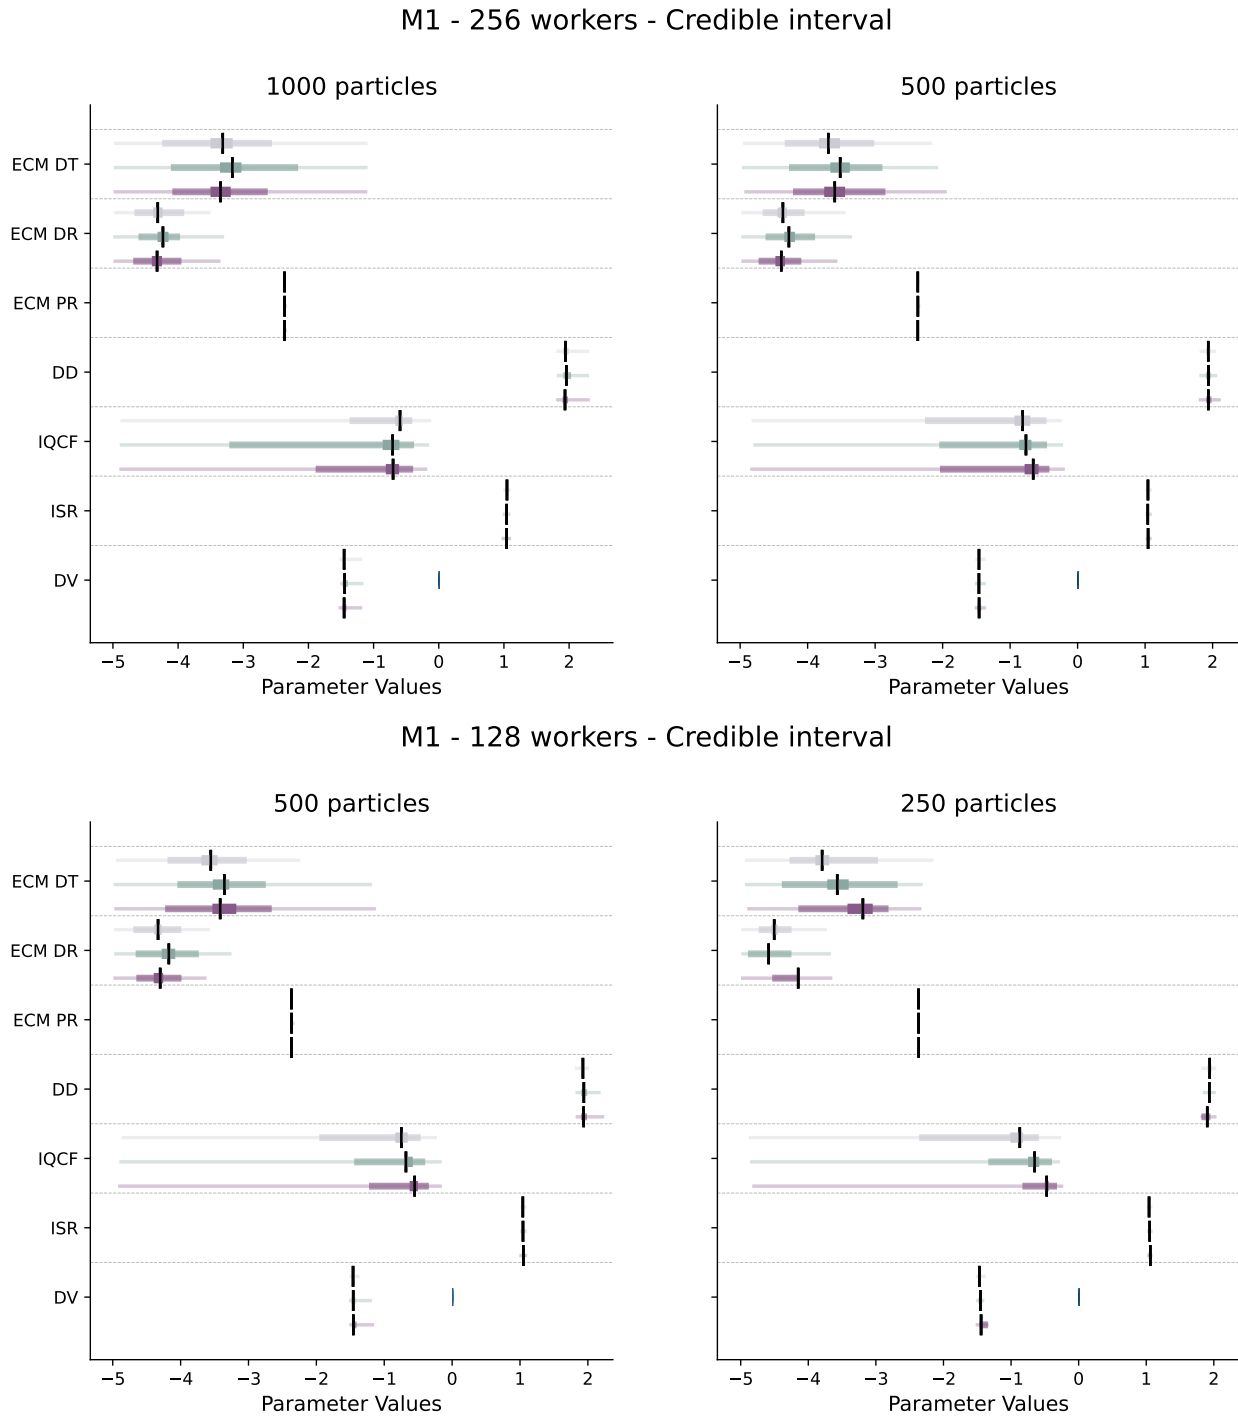 M1 - 256 workers - Credible interval
1000 particles
500 particles
ECM DT
ECM DR
ECM PR
DD
IQCF
ISR
DV
−5 −4 −3 −2 −1 0 1 2
−5 −4 −3 −2 −1 0 1 2
Parameter Values
Parameter Values
M1 - 128 workers - Credible interval
500 particles
250 particles
ECM DT
ECM DR
ECM PR
DD
IQCF
ISR
DV
−5 −4 −3 −2 −1 0 1 2
−5 −4 −3 −2 −1 0 1 2
Parameter Values
Parameter Values